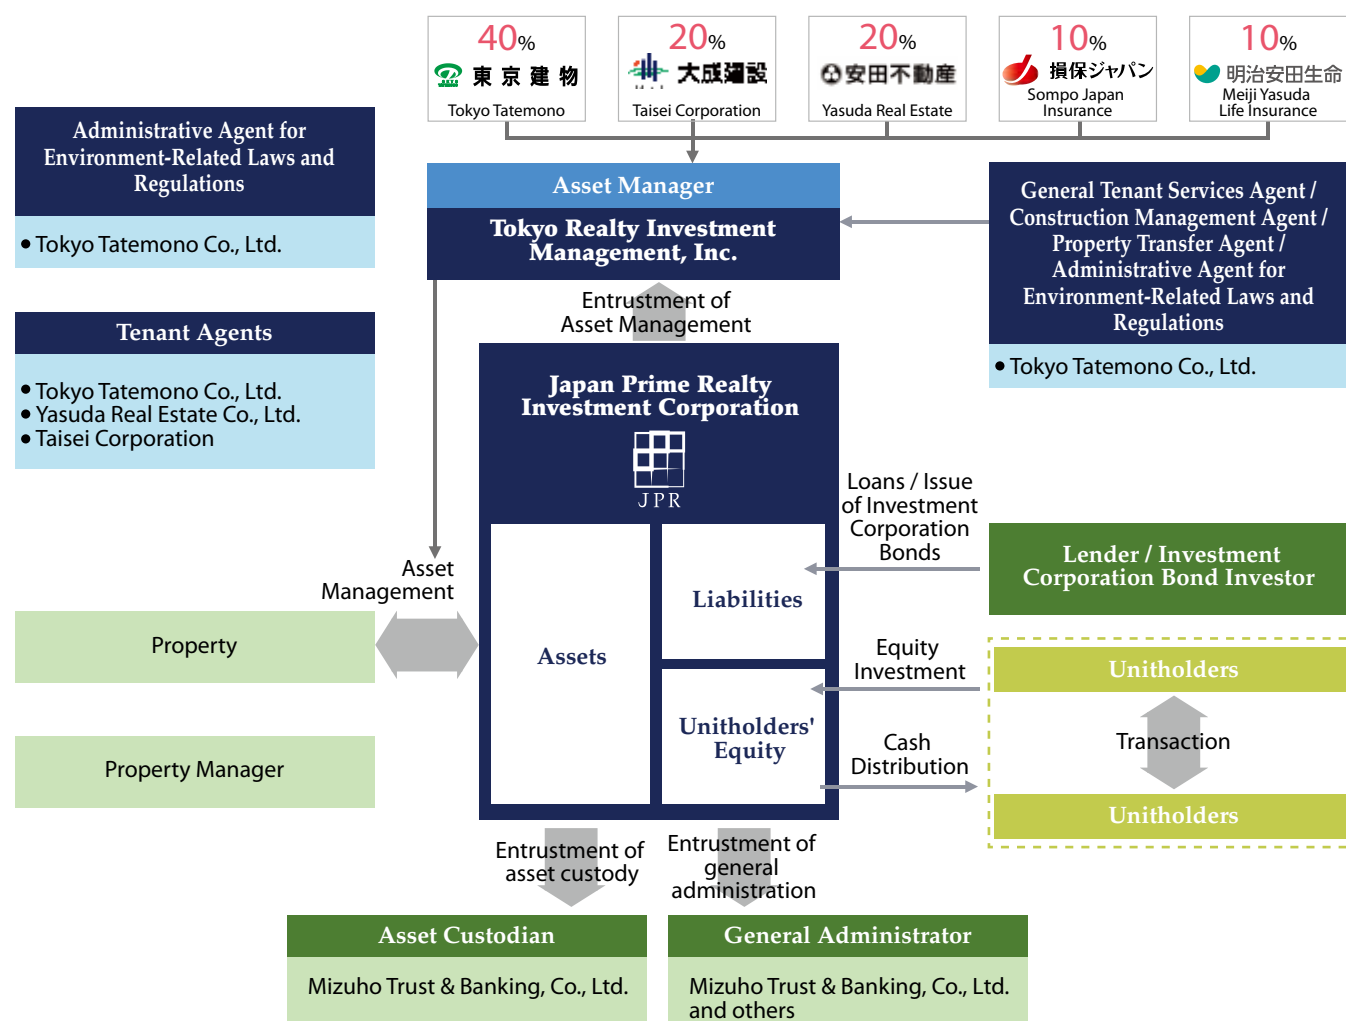 40%
東京建物
Tokyo Tatemono
20%
大成建設
Taisei Corporation
20%
安田不動産
Yasuda Real Estate
10%
損保ジャパン
Sompo Japan
Insurance
10%
明治安田生命
Meiji Yasuda
Life Insurance
Administrative Agent for
Environment-Related Laws and
Regulations
• Tokyo Tatemono Co., Ltd.
Asset Manager
Tokyo Realty Investment
Management, Inc.
General Tenant Services Agent /
Construction Management Agent /
Property Transfer Agent /
Administrative Agent for
Environment-Related Laws and
Regulations
• Tokyo Tatemono Co., Ltd.
Entrustment of
Asset Management
Tenant Agents
• Tokyo Tatemono Co., Ltd.
• Yasuda Real Estate Co., Ltd.
• Taisei Corporation
Japan Prime Realty
Investment Corporation
JPR
Loans / Issue
of Investment
Corporation
Bonds
Lender / Investment
Corporation Bond Investor
Asset
Management
Liabilities
Property
Assets
Equity
Investment
Unitholders
Unitholders'
Equity
Cash
Distribution
Transaction
Property Manager
Unitholders
Entrustment of
asset custody
Entrustment of
general
administration
Asset Custodian
Mizuho Trust & Banking, Co., Ltd.
General Administrator
Mizuho Trust & Banking, Co., Ltd.
and others